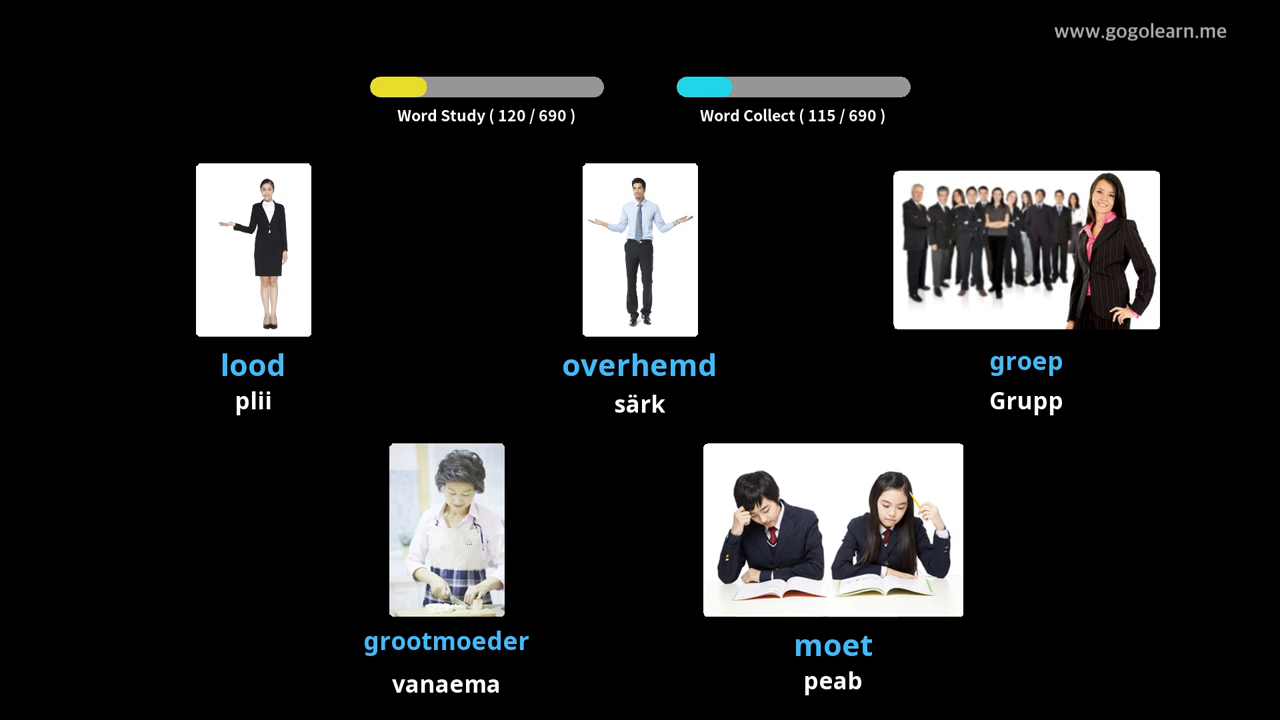 www.gogolearn.me
Word Study ( 120 / 690 )
Word Collect ( 115 / 690 )
lood
plii
overhemd
särk
groep
Grupp
grootmoeder
vanaema
moet
peab